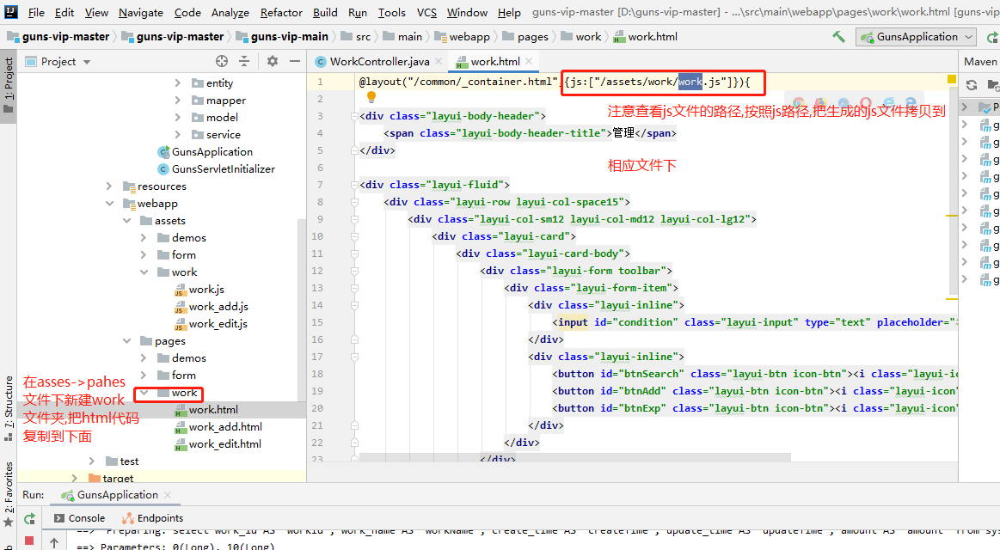 File Edit View Navigate Code Analyze Refactor Build Run Tools VCS Window Help guns-vip-master [D:\guns-vip-master] - ...\src\main\webapp\pages\work\work.html [guns-vip
guns-vip-master guns-vip-master guns-vip-main src main webapp pages work work.html GunsApplication
Project
WorkController.java work.html
Maven
1: Project
entity
mapper
model
service
GunsApplication
GunsServletInitializer
resources
webapp
assets
demos
form
work
work.js
work_add.js
work_edit.js
pages
demos
form
work
work.html
work_add.html
work_edit.html
test
target
在asses->pahes
文件下新建work
文件夹,把html代码
复制到下面
1 @layout("/common/_container.html",{js:["/assets/work/work.js"]}){
2
3 <div class="layui-body-header">
4 <span class="layui-body-header-title">管理</span>
5 </div>
6
7 <div class="layui-fluid">
8 <div class="layui-row layui-col-space15">
9 <div class="layui-col-sm12 layui-col-md12 layui-col-lg12">
10 <div class="layui-card">
11 <div class="layui-card-body">
12 <div class="layui-form toolbar">
13 <div class="layui-form-item">
14 <div class="layui-inline">
15 <input id="condition" class="layui-input" type="text" placeholder="
16 </div>
17 <div class="layui-inline">
18 <button id="btnSearch" class="layui-btn icon-btn"><i class="layui-ic
19 <button id="btnAdd" class="layui-btn icon-btn"><i class="layui-icon"
20 <button id="btnExp" class="layui-btn icon-btn"><i class="layui-icon"
21 </div>
22 </div>
23 </div>
注意查看js文件的路径,按照js路径,把生成的js文件拷贝到
相应文件下
Z: Structure
2: Favorites
Run: GunsApplication
Console Endpoints
==> Preparing: select work_id AS "workId", work_name AS "workName", create_time AS "createTime", update_time AS "updateTime", amount AS "amount" from sys
==> Parameters: 0(Long), 10(Long)